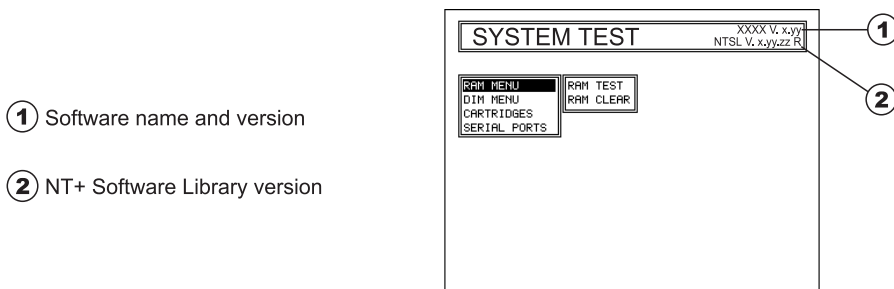 1 Software name and version
2 NT+ Software Library version
SYSTEM TEST
XXXX V. x.yy
NTSL V. x.yy.zz R
1
2
RAM MENU
DIM MENU
CARTRIDGES
SERIAL PORTS
RAM TEST
RAM CLEAR